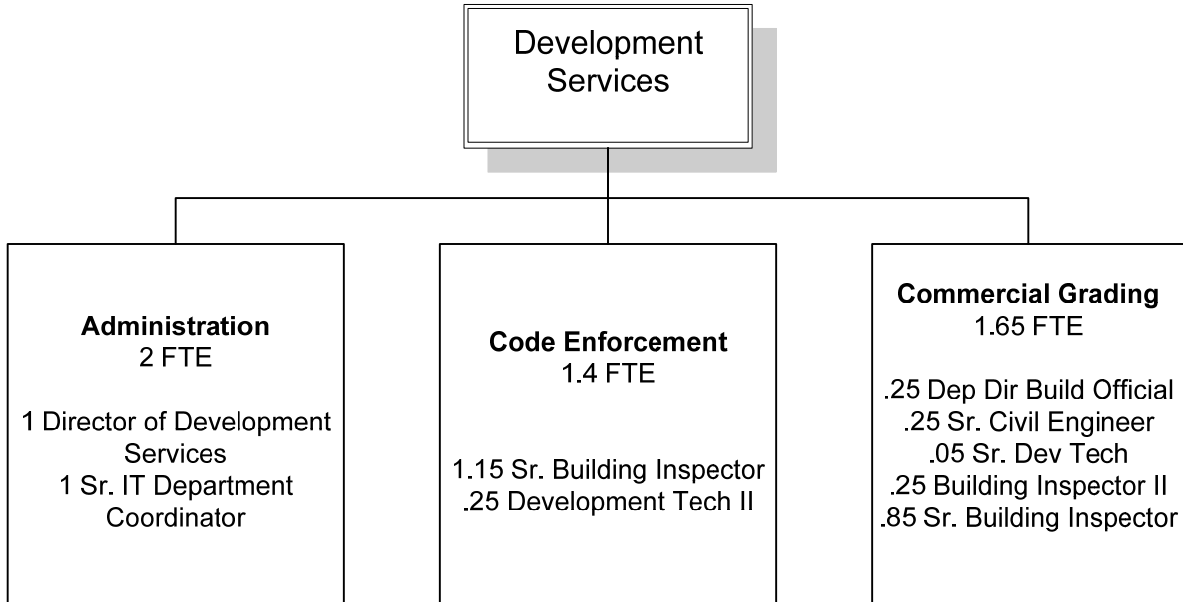 Development
Services
Administration
2 FTE
1 Director of Development
Services
1 Sr. IT Department
Coordinator
Code Enforcement
1.4 FTE
1.15 Sr. Building Inspector
.25 Development Tech II
Commercial Grading
1.65 FTE
.25 Dep Dir Build Official
.25 Sr. Civil Engineer
.05 Sr. Dev Tech
.25 Building Inspector II
.85 Sr. Building Inspector